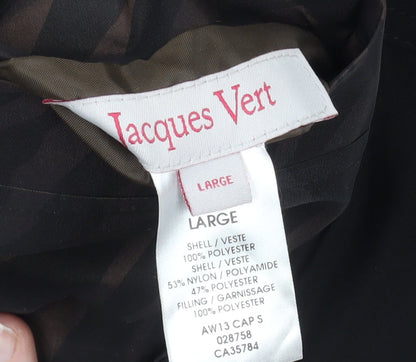 Jacques Vert
LARGE
LARGE
SHELL / VESTE
100% POLYESTER
SHELL / VESTE
53% NYLON / POLYAMIDE
47% POLYESTER
FILLING / GARNISSAGE
100% POLYESTER
AW13 CAP S
028758
CA35784